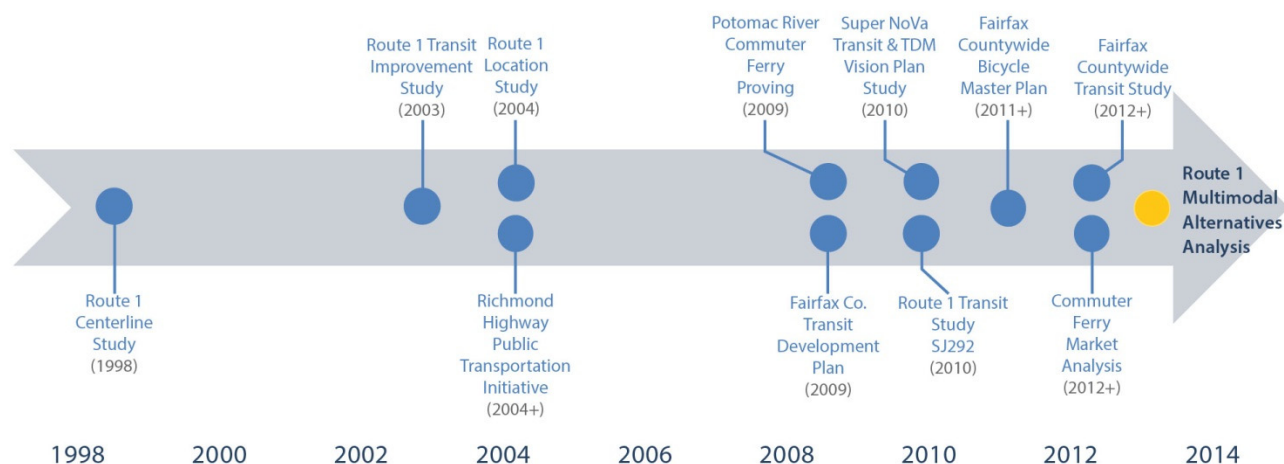 Route 1 Transit
Improvement
Study
(2003)
Route 1
Location
Study
(2004)
Potomac River
Commuter
Ferry
Proving
(2009)
Super NoVa
Transit & TDM
Vision Plan
Study
(2010)
Fairfax
Countywide
Bicycle
Master Plan
(2011+)
Fairfax
Countywide
Transit Study
(2012+)
Route 1
Multimodal
Alternatives
Analysis
Route 1
Centerline
Study
(1998)
Richmond
Highway
Public
Transportation
Initiative
(2004+)
Fairfax Co.
Transit
Development
Plan
(2009)
Route 1 Transit
Study
SJ292
(2010)
Commuter
Ferry
Market
Analysis
(2012+)
1998 2000 2002 2004 2006 2008 2010 2012 2014